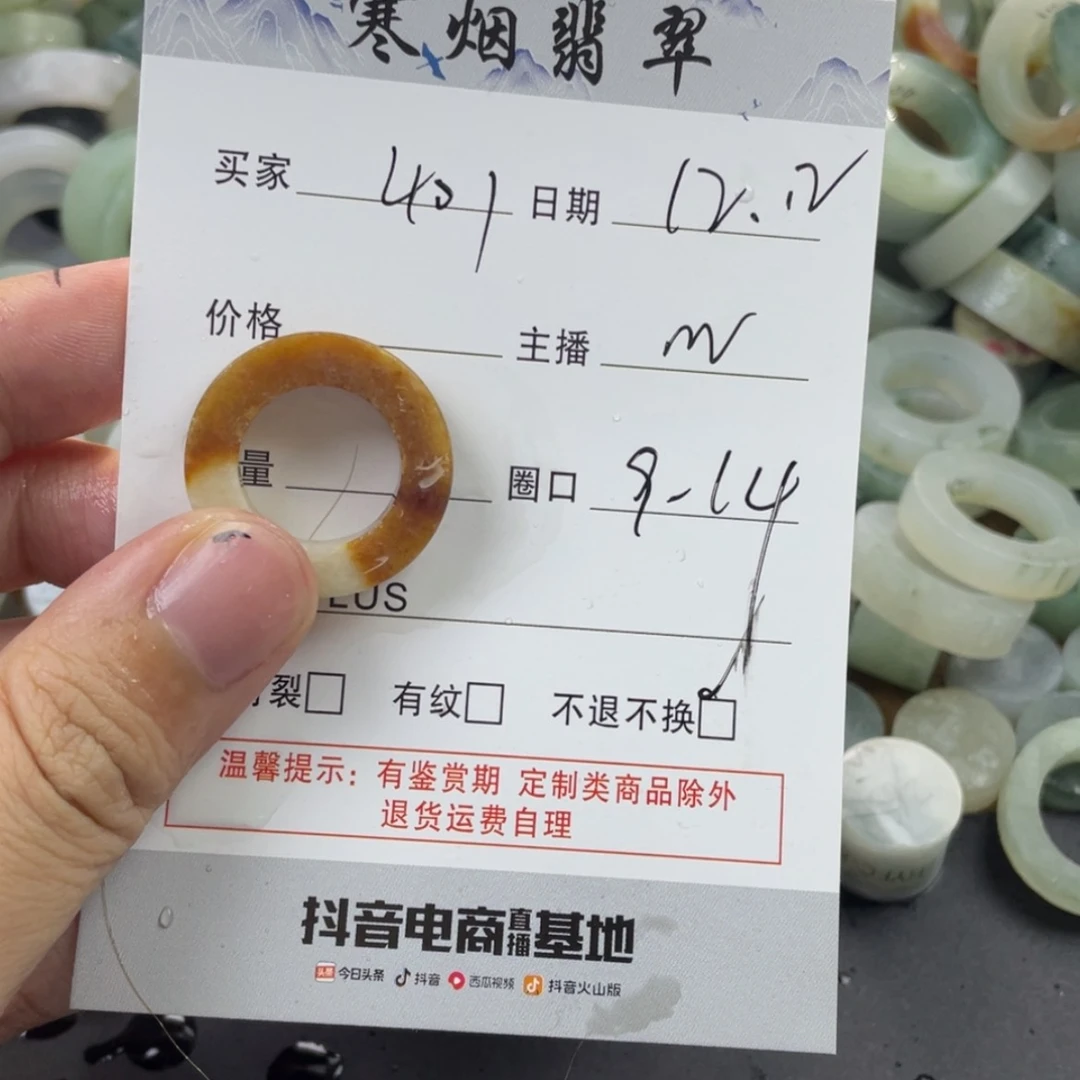 寒烟翡翠
买家 401 日期 12.12
价格 主播 m
量 圈口 9-14
LUS
裂□ 有纹□ 不退不换□
温馨提示：有鉴赏期 定制类商品除外
退货运费自理
抖音电商直播基地
头条 今日头条 抖音 西瓜视频 抖音火山版